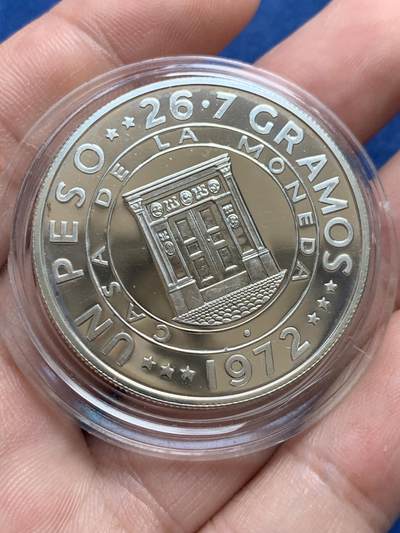 UN PESO ★★ 26·7 GRAMOS ★★
CASA DE LA MONEDA
★★★ 1972